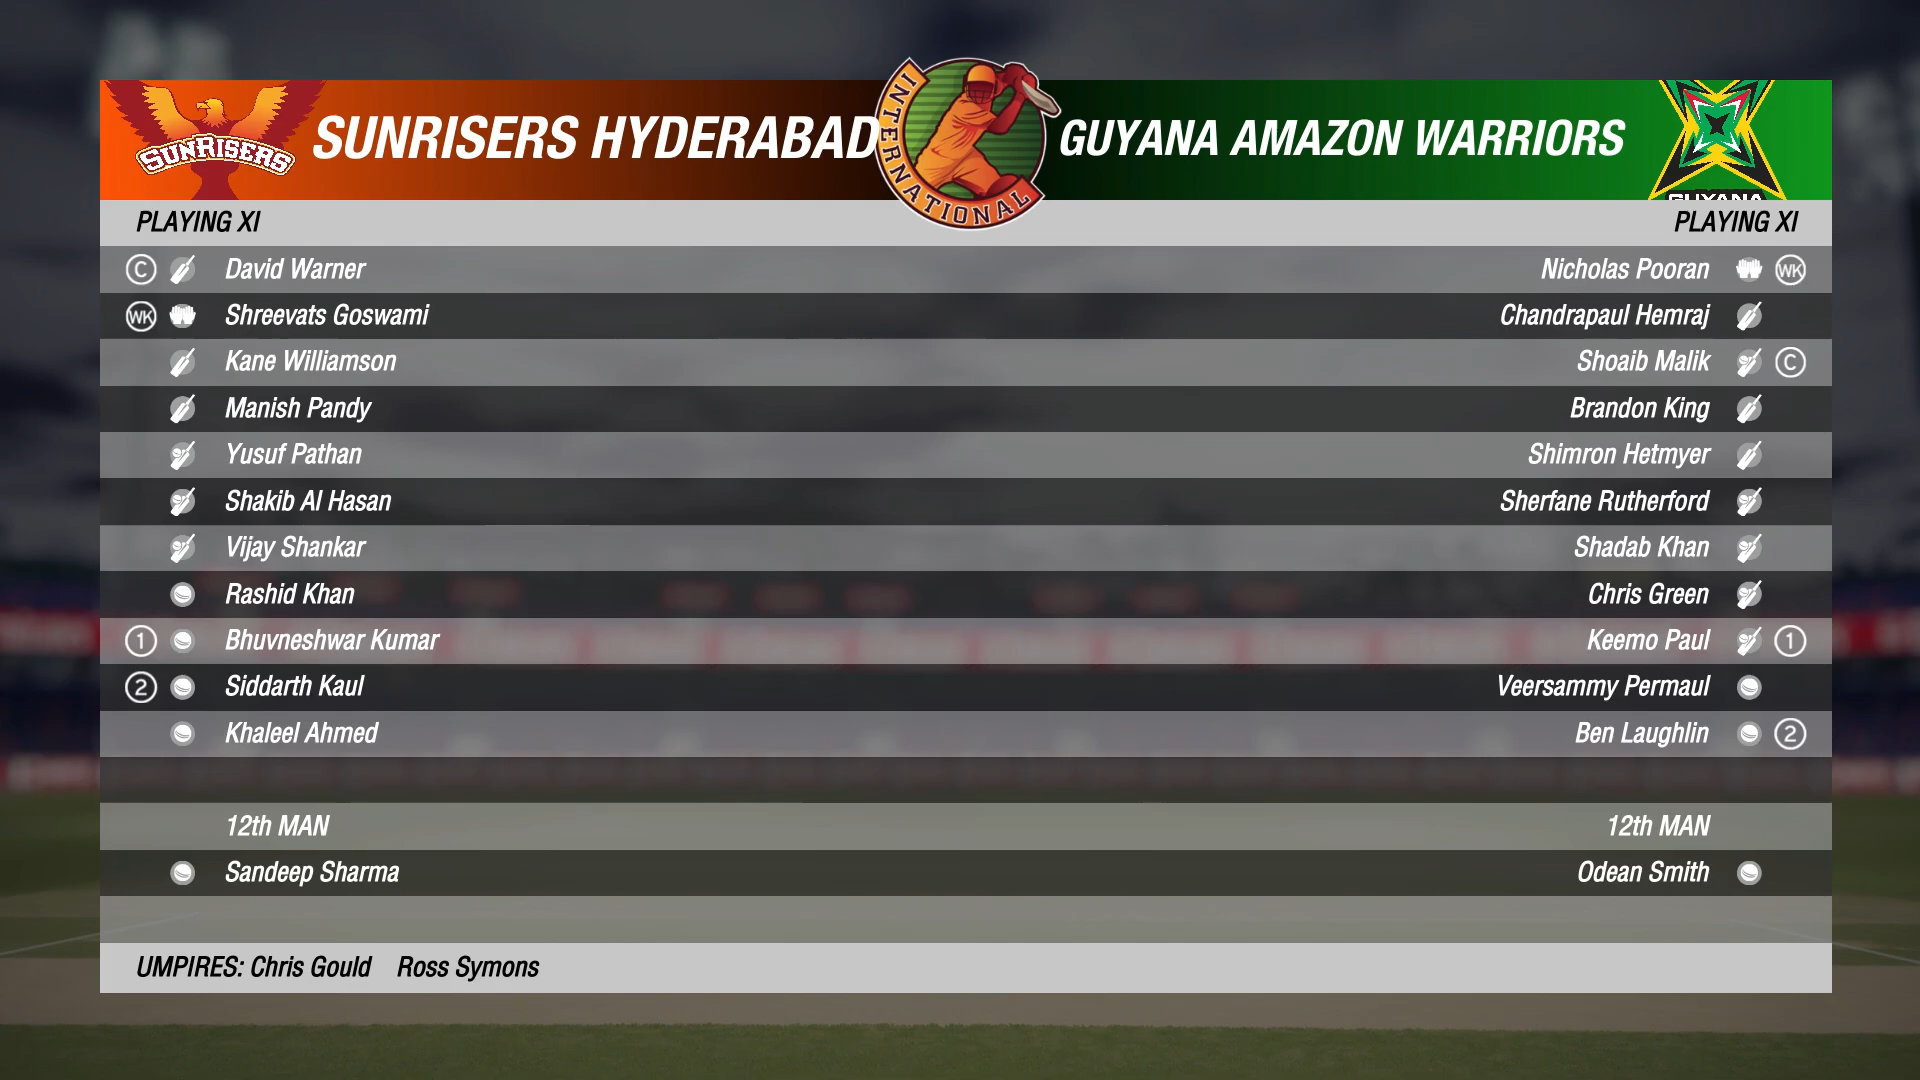 SUNRISERS
SUNRISERS HYDERABAD
INTERNATIONAL
GUYANA AMAZON WARRIORS
GUYANA
PLAYING XI
PLAYING XI
C David Warner
Nicholas Pooran WK
WK Shreevats Goswami
Chandrapaul Hemraj
Kane Williamson
Shoaib Malik C
Manish Pandy
Brandon King
Yusuf Pathan
Shimron Hetmyer
Shakib Al Hasan
Sherfane Rutherford
Vijay Shankar
Shadab Khan
Rashid Khan
Chris Green
1 Bhuvneshwar Kumar
Keemo Paul 1
2 Siddarth Kaul
Veersammy Permaul
Khaleel Ahmed
Ben Laughlin 2
12th MAN
12th MAN
Sandeep Sharma
Odean Smith
UMPIRES: Chris Gould Ross Symons